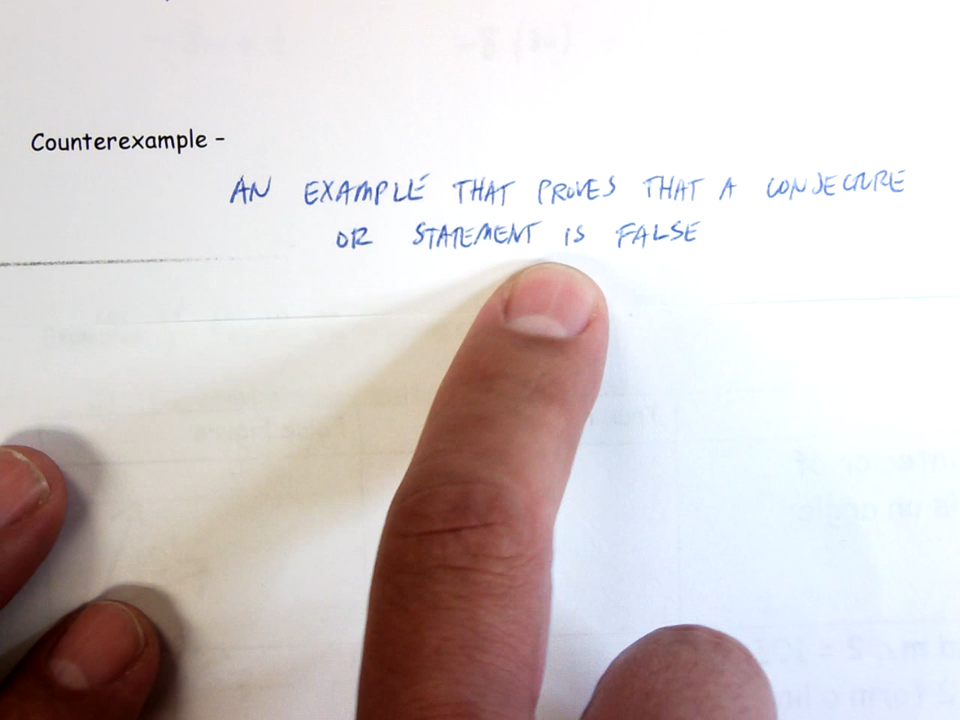 Counterexample -
AN EXAMPLE THAT PROVES THAT A CONJECTURE
OR STATEMENT IS FALSE